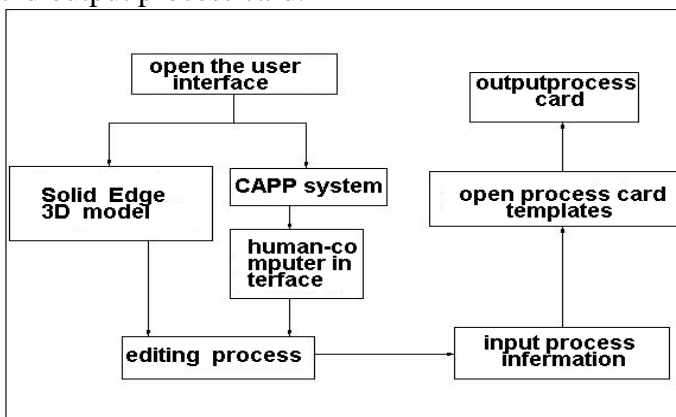 output process card.
open the user
interface
Solid Edge
3D model
CAPP system
human-co
mputer in
terface
editing process
input process
infermation
open process card
templates
outputprocess
card